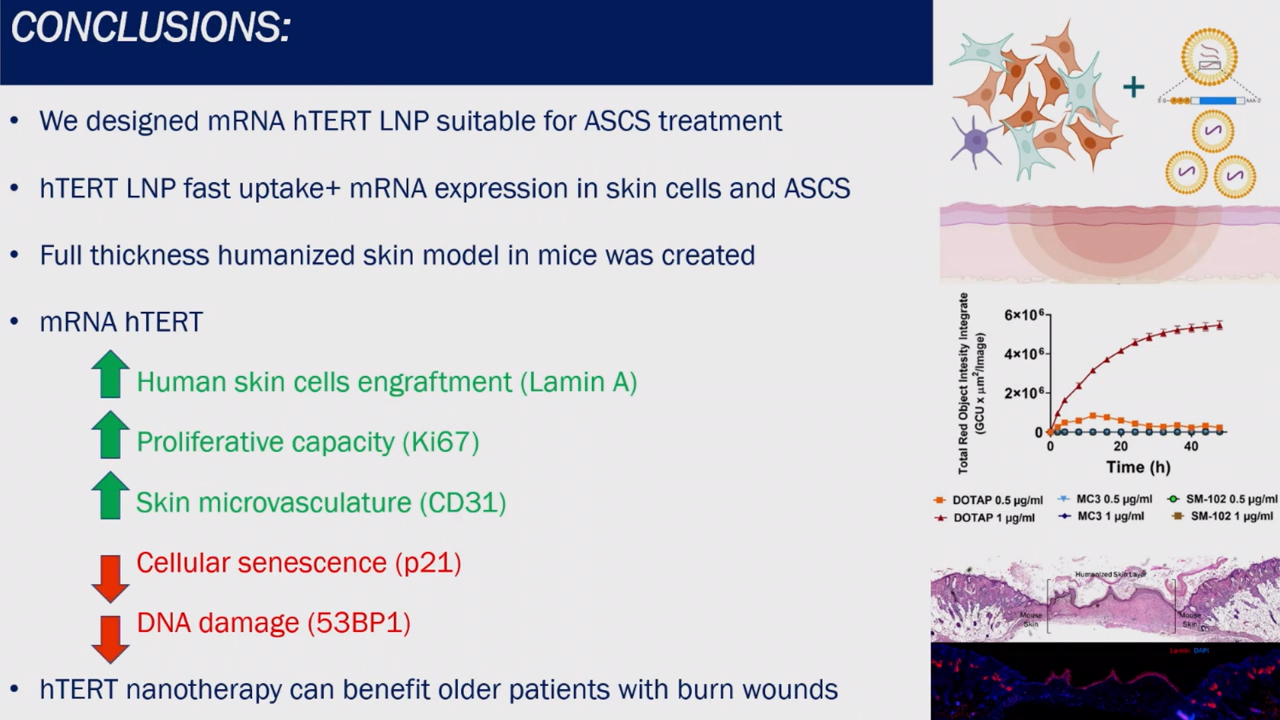 CONCLUSIONS:
• We designed mRNA hTERT LNP suitable for ASCS treatment
• hTERT LNP fast uptake+ mRNA expression in skin cells and ASCS
• Full thickness humanized skin model in mice was created
• mRNA hTERT
Human skin cells engraftment (Lamin A)
Proliferative capacity (Ki67)
Skin microvasculature (CD31)
Cellular senescence (p21)
DNA damage (53BP1)
• hTERT nanotherapy can benefit older patients with burn wounds
+
Total Red Object Intesity Integrate
(GCU x µm²/Image)
6×10⁶
4×10⁶
2×10⁶
0
0 20 40
Time (h)
DOTAP 0.5 µg/ml MC3 0.5 µg/ml SM-102 0.5 µg/ml
DOTAP 1 µg/ml MC3 1 µg/ml SM-102 1 µg/ml
Humanized Skin Layer
Mouse
Skin
Mouse
Skin
Lamin DAPI